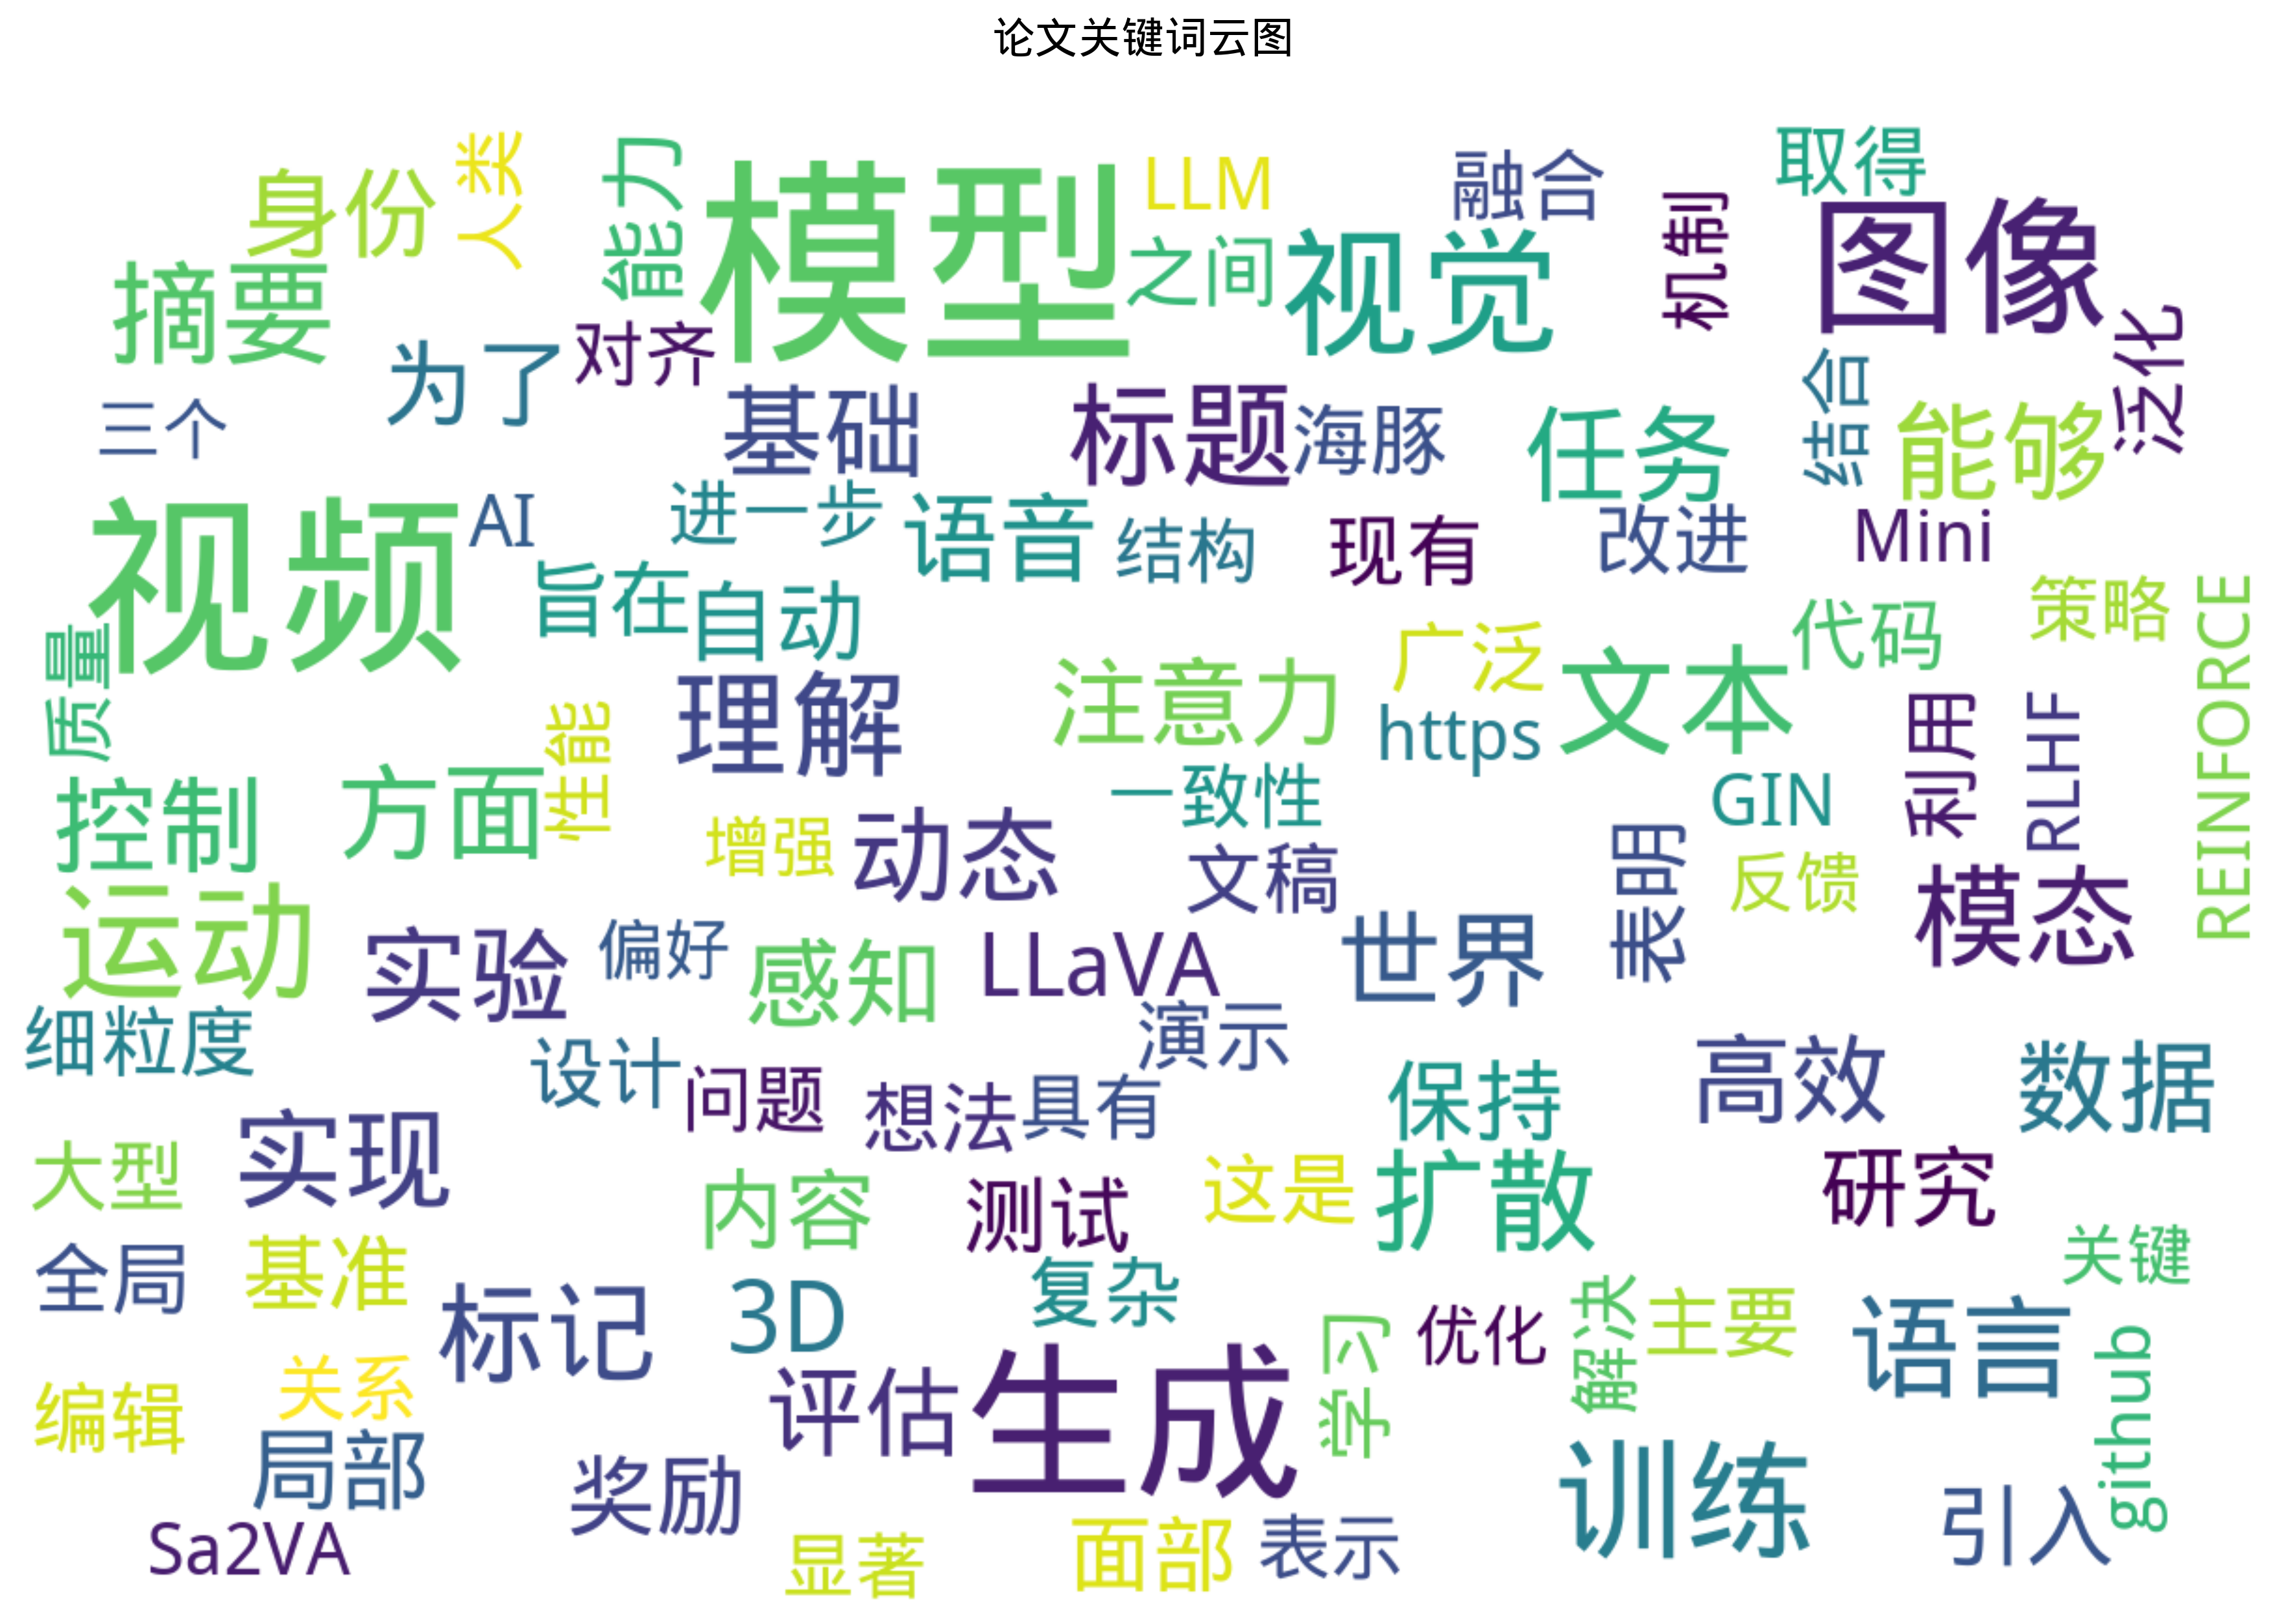 论文关键词云图
身份
人类
能力
模型
LLM
之间
视觉
融合
机制
取得
图像
摘要
为了
对齐
三个
基础
标题
海豚
任务
结合
能够
泛化
视频
AI
进一步
语音
结构
现有
改进
Mini
旨在
自动
质量
理解
注意力
广泛
https
文本
代码
策略
REINFORCE
利用
RLHF
控制
方面
性能
增强
动态
一致性
文稿
GIN
表明
反馈
模态
运动
实验
偏好
感知
LLaVA
世界
演示
细粒度
设计
问题
想法
具有
保持
高效
数据
大型
实现
内容
测试
这是
扩散
研究
关键
全局
基准
标记
3D
复杂
学习
优化
解决
主要
语言
github
编辑
关系
局部
评估
生成
训练
引入
奖励
Sa2VA
显著
面部
表示